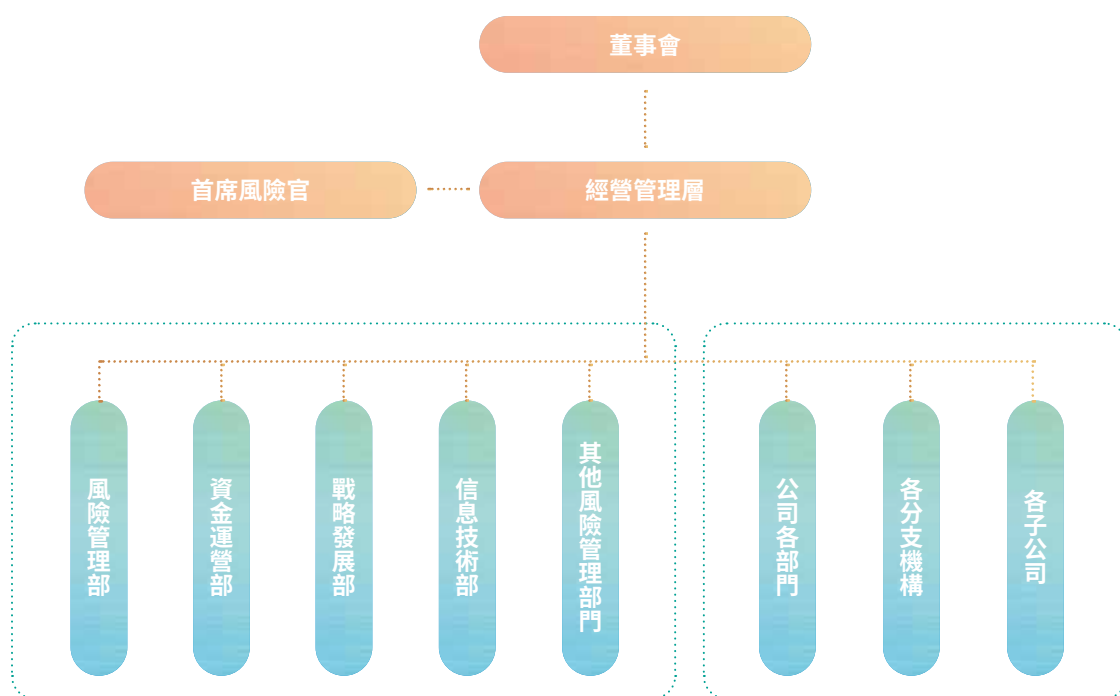 董事會
首席風險官
經營管理層
風險管理部
資金運營部
戰略發展部
信息技術部
其他風險管理部門
公司各部門
各分支機構
各子公司